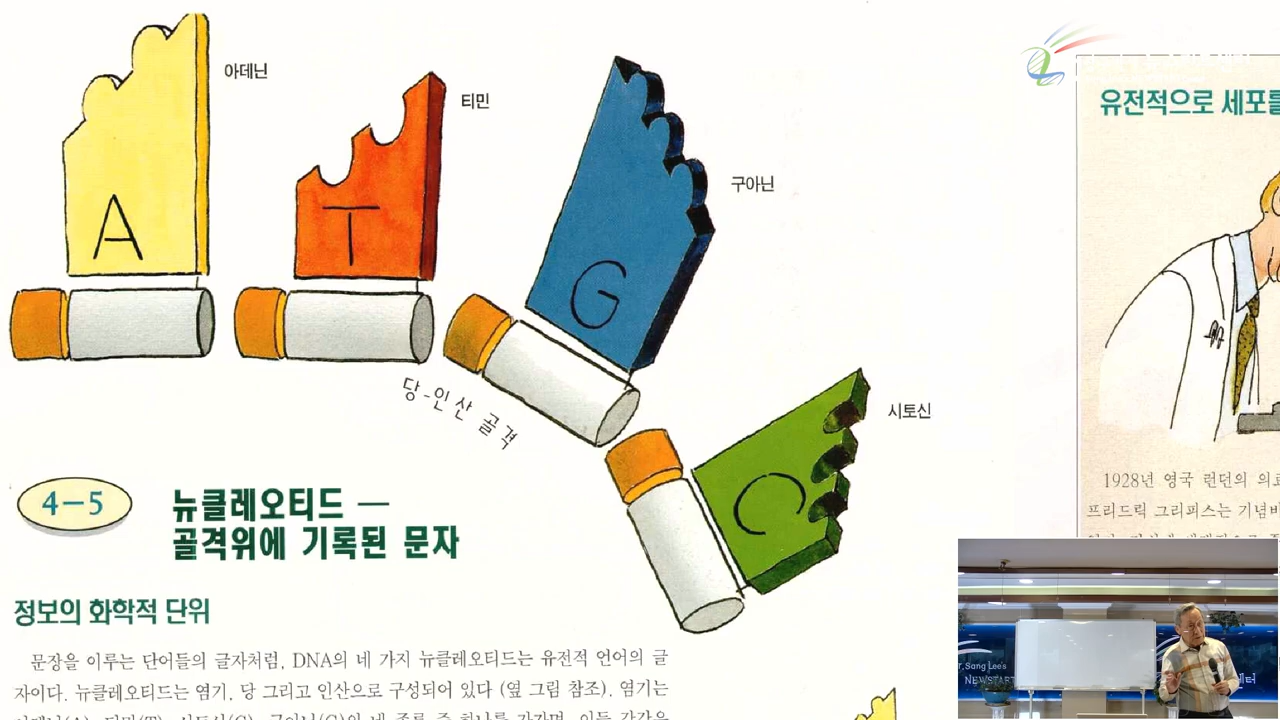 아데닌
티민
구아닌
시토신
A
T
G
C
당-인산 골격
4-5
뉴클레오티드 —
골격위에 기록된 문자
정보의 화학적 단위
문장을 이루는 단어들의 글자처럼, DNA의 네 가지 뉴클레오티드는 유전적 언어의 글
자이다. 뉴클레오티드는 염기, 당 그리고 인산으로 구성되어 있다 (옆 그림 참조). 염기는
유전적으로 세포를
1928년 영국 런던의 의료
프리드릭 그리피스는 기념비
Dr. Sang Lee's
NEWSTART